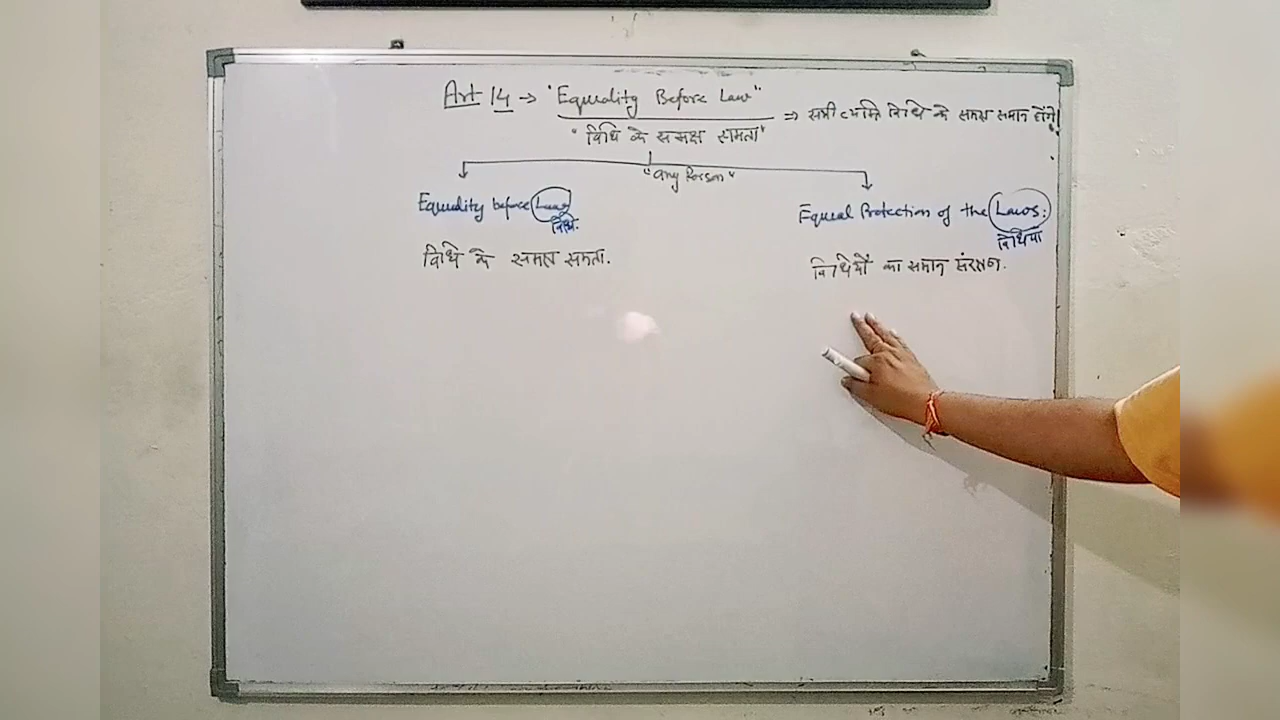 Art 14 → "Equality Before Law" ⇒ सभी व्यक्ति विधि के समक्ष समान होंगे!
"विधि के समक्ष समता"
"any Person"
Equality before Law
विधि.
विधि के समक्ष समता.
Equal Protection of the Laws:
विधियों
विधियों का समान संरक्षण.